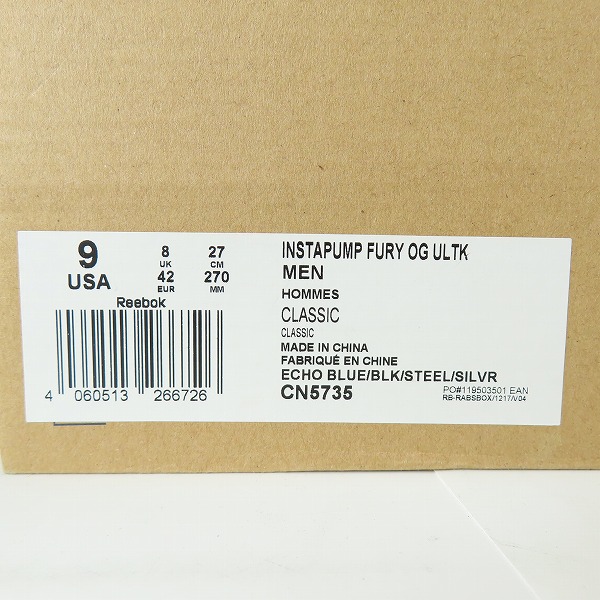 9 8 27
UK CM
USA 42 270
EUR MM
Reebok
4 060513 266726
INSTAPUMP FURY OG ULTK
MEN
HOMMES
CLASSIC
CLASSIC
MADE IN CHINA
FABRIQUÉ EN CHINE
ECHO BLUE/BLK/STEEL/SILVR
CN5735 PO#119503501 EAN
RB-RABSBOX/1217/V04